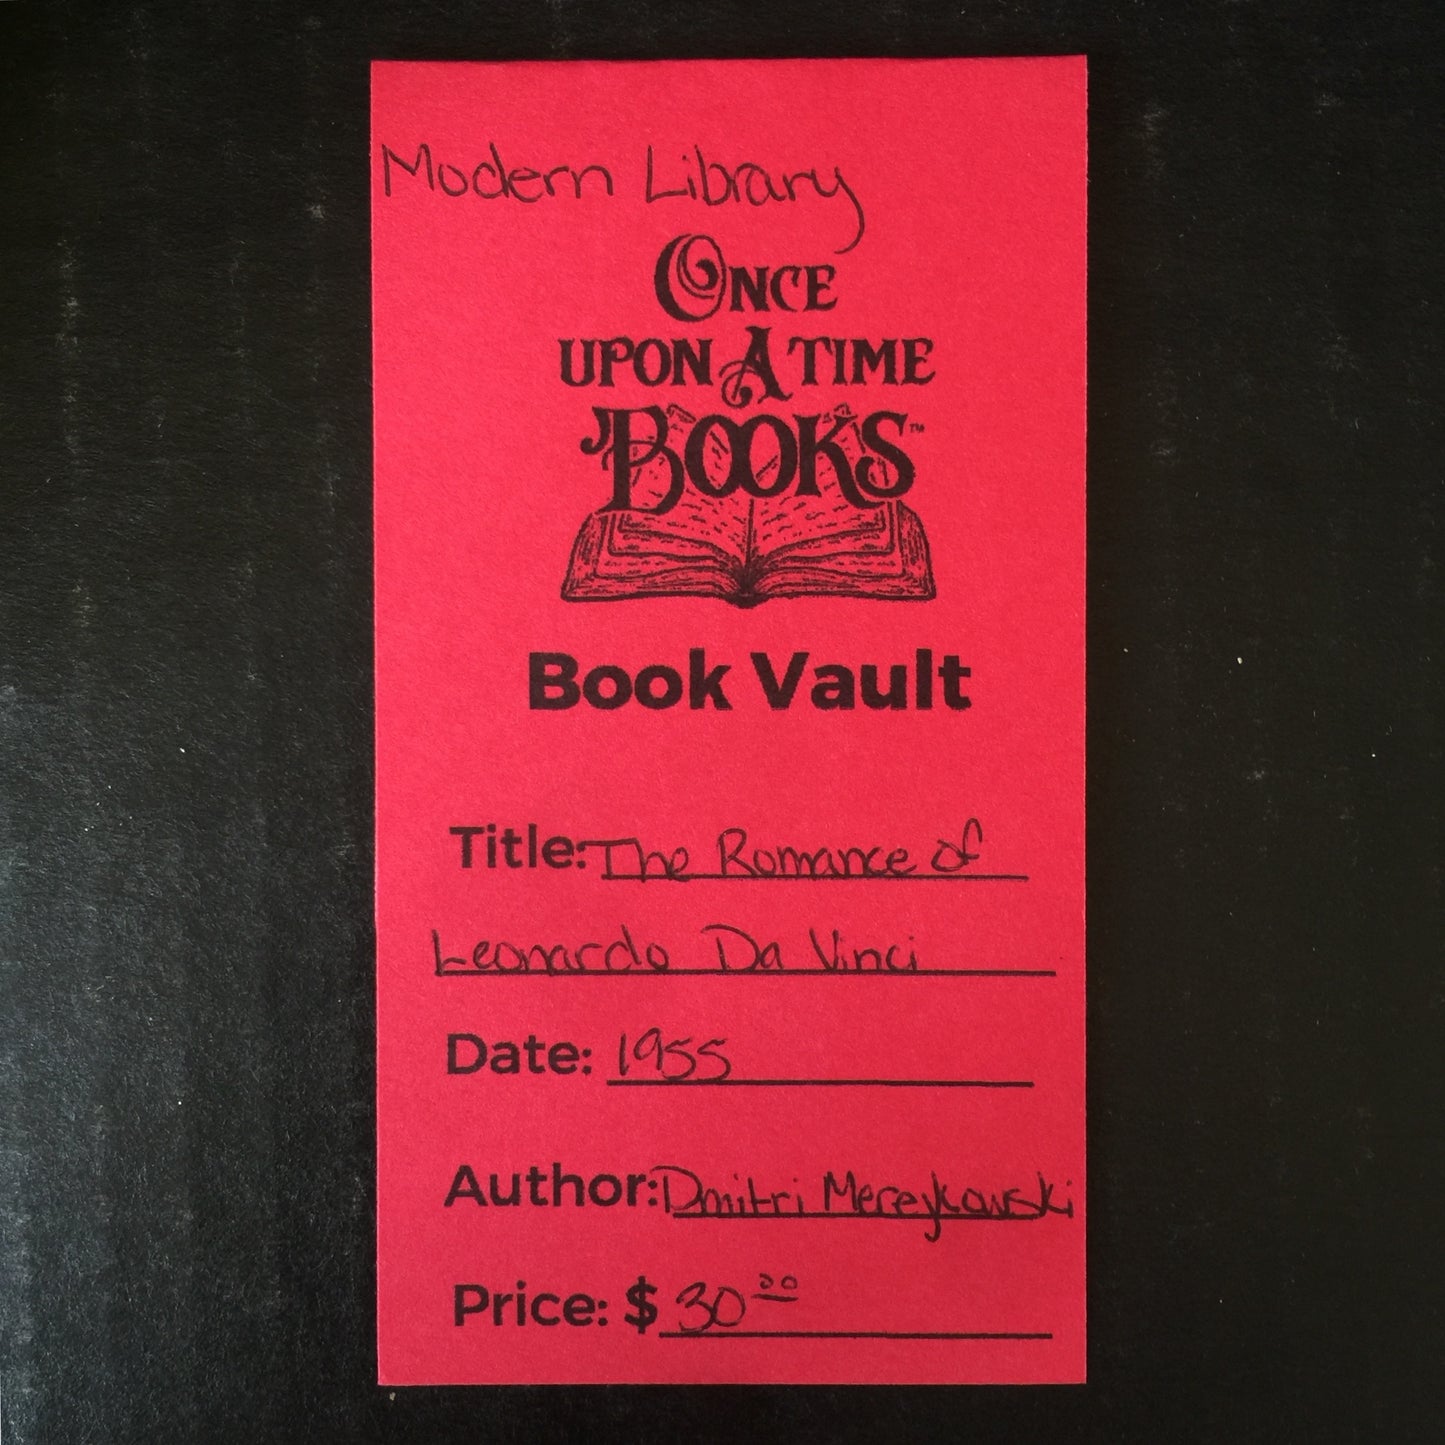 Modern Library
ONCE
UPON A TIME
BOOKS™
Book Vault
Title: The Romance of
Leonardo Da Vinci
Date: 1955
Author: Dmitri Mereykowski
Price: $ 30.00